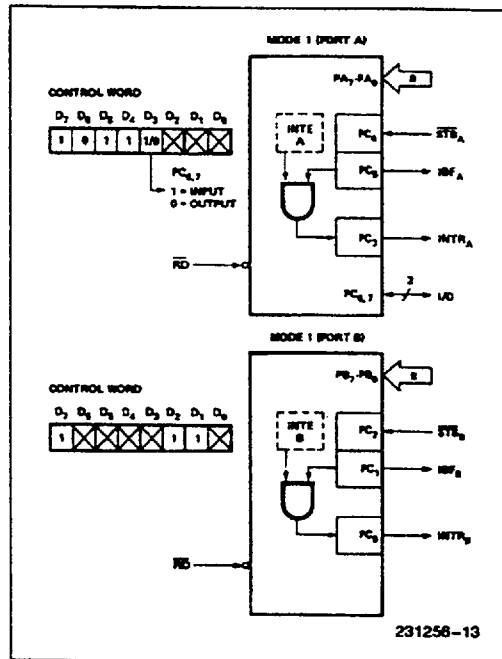 MODE 1 (PORT A)
PA7-PA0
8
CONTROL WORD
D7 D6 D5 D4 D3 D2 D1 D0
1 0 1 1 1/0
INTE
A
PC4
STBA
PC5
IBFA
PC6,7
1 = INPUT
0 = OUTPUT
PC3
INTRA
RD
PC6,7
2
I/O
MODE 1 (PORT B)
PB7-PB0
8
CONTROL WORD
D7 D6 D5 D4 D3 D2 D1 D0
1 1 1
INTE
B
PC2
STBB
PC1
IBFB
PC0
INTRB
RD
231256-13